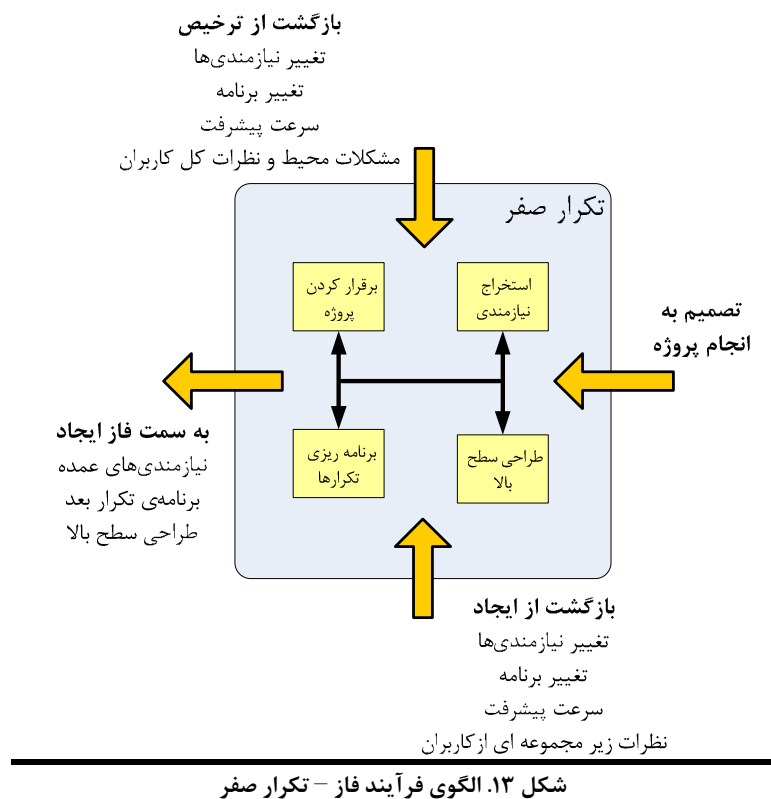 بازگشت از ترخیص
تغییر نیازمندی‌ها
تغییر برنامه
سرعت پیشرفت
مشکلات محیط و نظرات کل کاربران
تکرار صفر
استخراج
نیازمندی
برقرار کردن
پروژه
تصمیم به
انجام پروژه
به سمت فاز ایجاد
نیازمندی‌های عمده
برنامه‌ی تکرار بعد
طراحی سطح بالا
طراحی سطح
بالا
برنامه ریزی
تکرارها
بازگشت از ایجاد
تغییر نیازمندی‌ها
تغییر برنامه
سرعت پیشرفت
نظرات زیر مجموعه ای ازکاربران
شکل ۱۳. الگوی فرآیند فاز – تکرار صفر